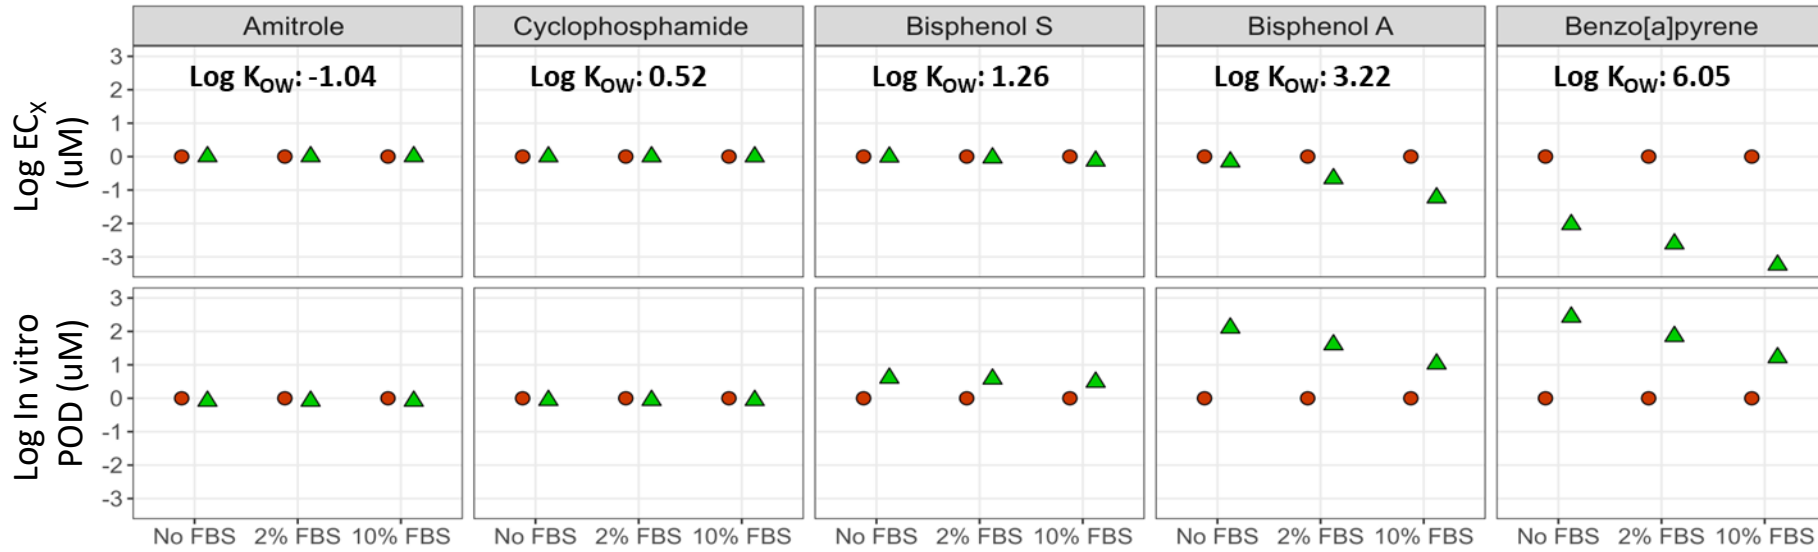 Amitrole
Cyclophosphamide
Bisphenol S
Bisphenol A
Benzo[a]pyrene
Log ECX
(uM)
3
2
1
0
-1
-2
-3
Log KOW: -1.04
Log KOW: 0.52
Log KOW: 1.26
Log KOW: 3.22
Log KOW: 6.05
Log In vitro
POD (uM)
3
2
1
0
-1
-2
-3
No FBS 2% FBS 10% FBS
No FBS 2% FBS 10% FBS
No FBS 2% FBS 10% FBS
No FBS 2% FBS 10% FBS
No FBS 2% FBS 10% FBS